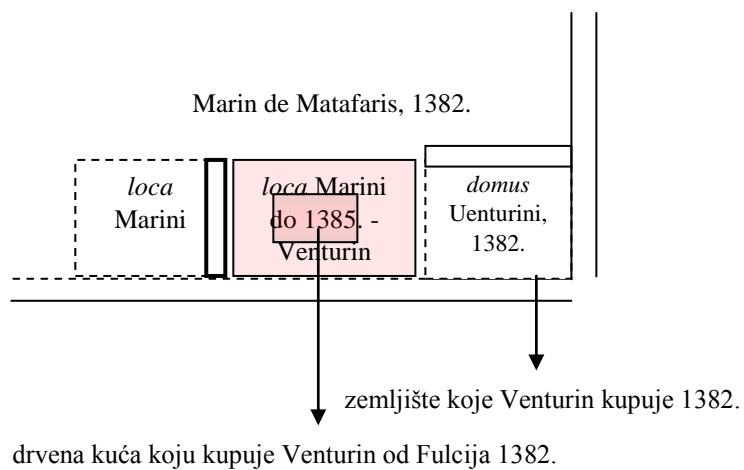 Marin de Matafaris, 1382.
loca
Marini
loca Marini
do 1385. -
Venturin
domus
Uenturini,
1382.
zemljište koje Venturin kupuje 1382.
drvena kuća koju kupuje Venturin od Fulcija 1382.